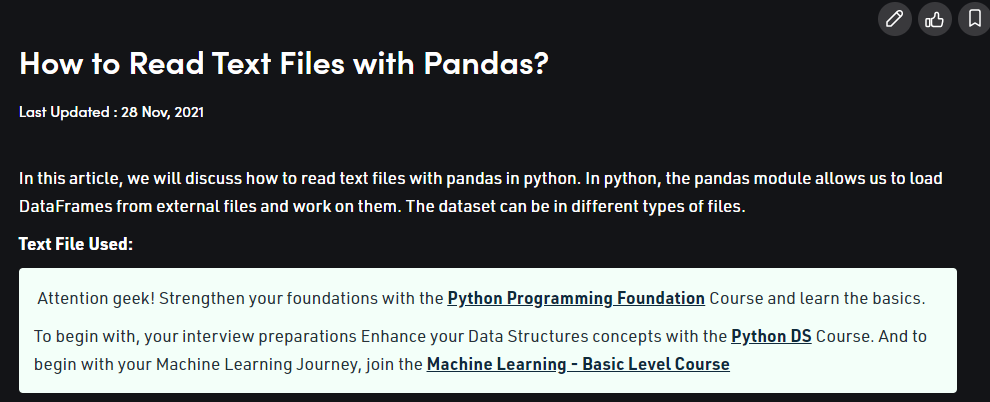 How to Read Text Files with Pandas?
Last Updated : 28 Nov, 2021
In this article, we will discuss how to read text files with pandas in python. In python, the pandas module allows us to load
DataFrames from external files and work on them. The dataset can be in different types of files.
Text File Used:
Attention geek! Strengthen your foundations with the Python Programming Foundation Course and learn the basics.
To begin with, your interview preparations Enhance your Data Structures concepts with the Python DS Course. And to
begin with your Machine Learning Journey, join the Machine Learning - Basic Level Course